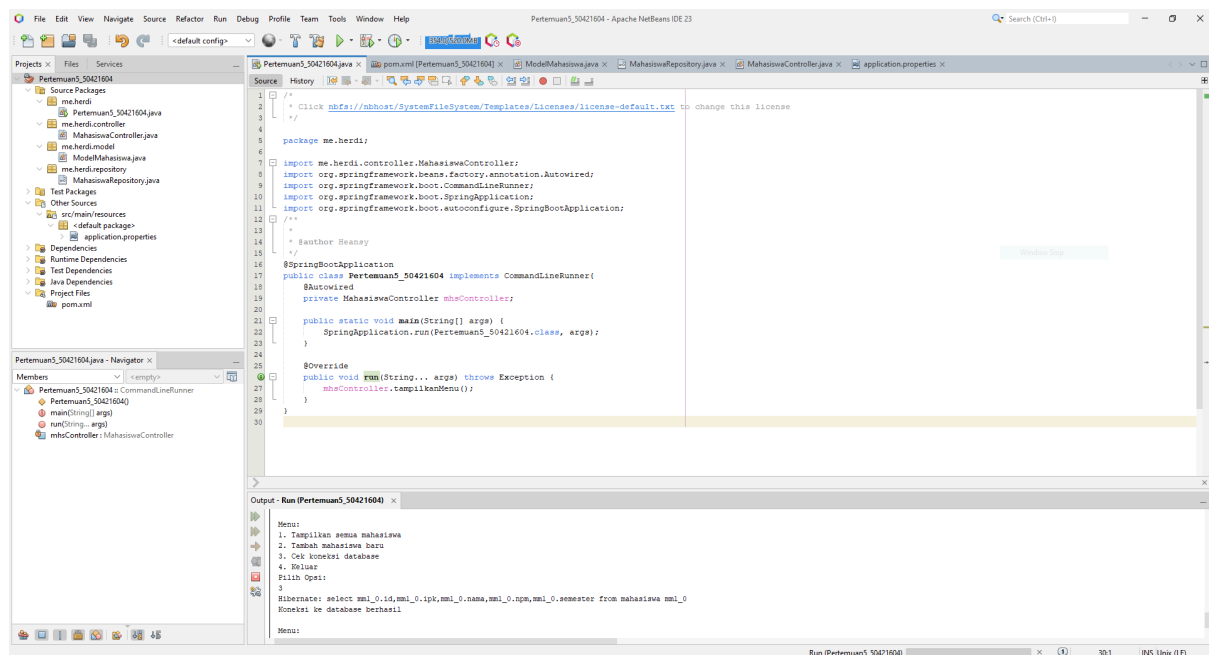 File Edit View Navigate Source Refactor Run Debug Profile Team Tools Window Help
Pertemuan5_50421604 - Apache NetBeans IDE 23
Search (Ctrl+I)
<default config>
Projects
Files
Services
Pertemuan5_50421604
Source Packages
me.herdi
Pertemuan5_50421604.java
me.herdi.controller
MahasiswaController.java
me.herdi.model
ModelMahasiswa.java
me.herdi.repository
MahasiswaRepository.java
Test Packages
Other Sources
src/main/resources
<default package>
application.properties
Dependencies
Runtime Dependencies
Test Dependencies
Java Dependencies
Project Files
pom.xml
Pertemuan5_50421604.java - Navigator
Members
<empty>
Pertemuan5_50421604 :: CommandLineRunner
Pertemuan5_50421604()
main(String[] args)
run(String... args)
mhsController : MahasiswaController
Pertemuan5_50421604.java
pom.xml [Pertemuan5_50421604]
ModelMahasiswa.java
MahasiswaRepository.java
MahasiswaController.java
application.properties
Source History
1 /*
2 * Click nbfs://nbhost/SystemFileSystem/Templates/Licenses/license-default.txt to change this license
3 */
4
5 package me.herdi;
6
7 import me.herdi.controller.MahasiswaController;
8 import org.springframework.beans.factory.annotation.Autowired;
9 import org.springframework.boot.CommandLineRunner;
10 import org.springframework.boot.SpringApplication;
11 import org.springframework.boot.autoconfigure.SpringBootApplication;
12 /**
13 *
14 * @author Heansy
15 */
16 @SpringBootApplication
17 public class Pertemuan5_50421604 implements CommandLineRunner{
18 @Autowired
19 private MahasiswaController mhsController;
20
21 public static void main(String[] args) {
22 SpringApplication.run(Pertemuan5_50421604.class, args);
23 }
24
25 @Override
public void run(String... args) throws Exception {
27 mhsController.tampilkanMenu();
28 }
29 }
30
Output - Run (Pertemuan5_50421604)
Menu:
1. Tampilkan semua mahasiswa
2. Tambah mahasiswa baru
3. Cek koneksi database
4. Keluar
Pilih Opsi:
3
Hibernate: select mm1_0.id,mm1_0.ipk,mm1_0.nama,mm1_0.npm,mm1_0.semester from mahasiswa mm1_0
Koneksi ke database berhasil
Menu:
Run (Pertemuan5_50421604)
1
30:1
INS Unix (LF)